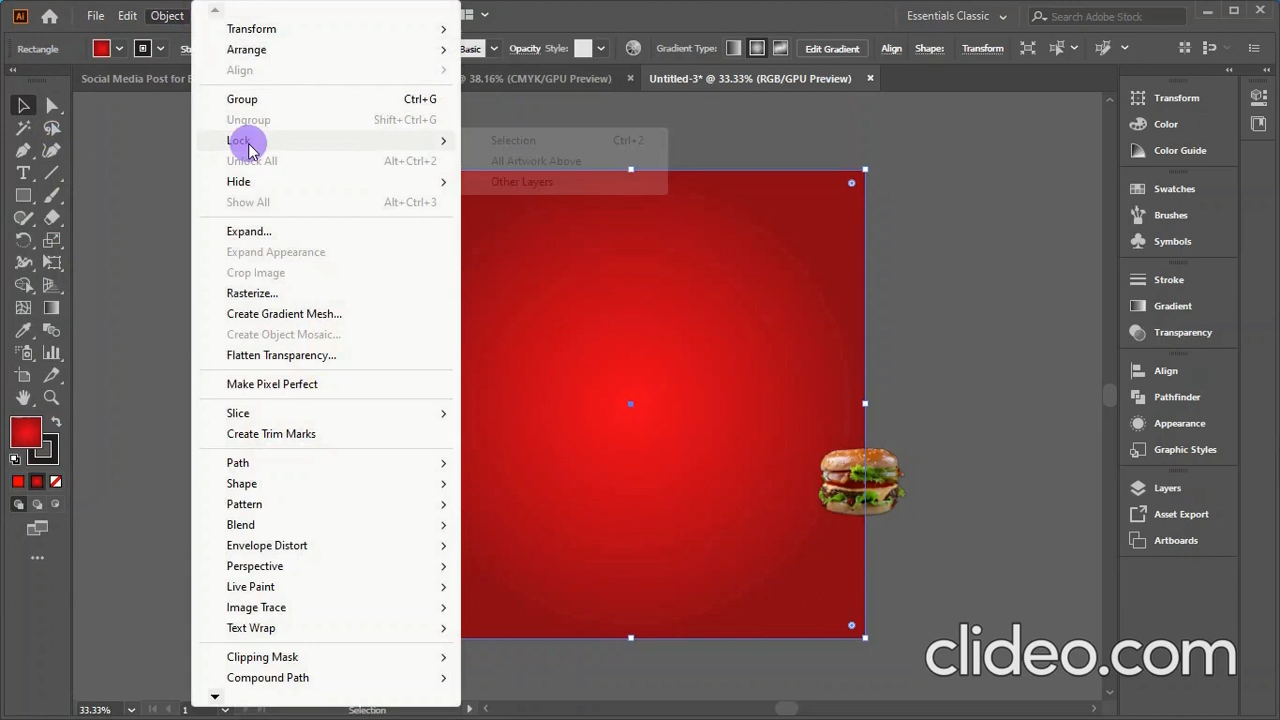 Ai File Edit Object Essentials Classic Search Adobe Stock
Rectangle Basic Opacity Style: Gradient Type: Edit Gradient Align Shape: Transform
Social Media Post for @ 38.16% (CMYK/GPU Preview) × Untitled-3* @ 33.33% (RGB/GPU Preview) ×
Transform
Arrange
Align
Group Ctrl+G
Ungroup Shift+Ctrl+G
Lock
Unlock All Alt+Ctrl+2
Hide
Show All Alt+Ctrl+3
Expand...
Expand Appearance
Crop Image
Rasterize...
Create Gradient Mesh...
Create Object Mosaic...
Flatten Transparency...
Make Pixel Perfect
Slice
Create Trim Marks
Path
Shape
Pattern
Blend
Envelope Distort
Perspective
Live Paint
Image Trace
Text Wrap
Clipping Mask
Compound Path
Selection Ctrl+2
All Artwork Above
Other Layers
Transform
Color
Color Guide
Swatches
Brushes
Symbols
Stroke
Gradient
Transparency
Align
Pathfinder
Appearance
Graphic Styles
Layers
Asset Export
Artboards
clideo.com
33.33% 1 Selection